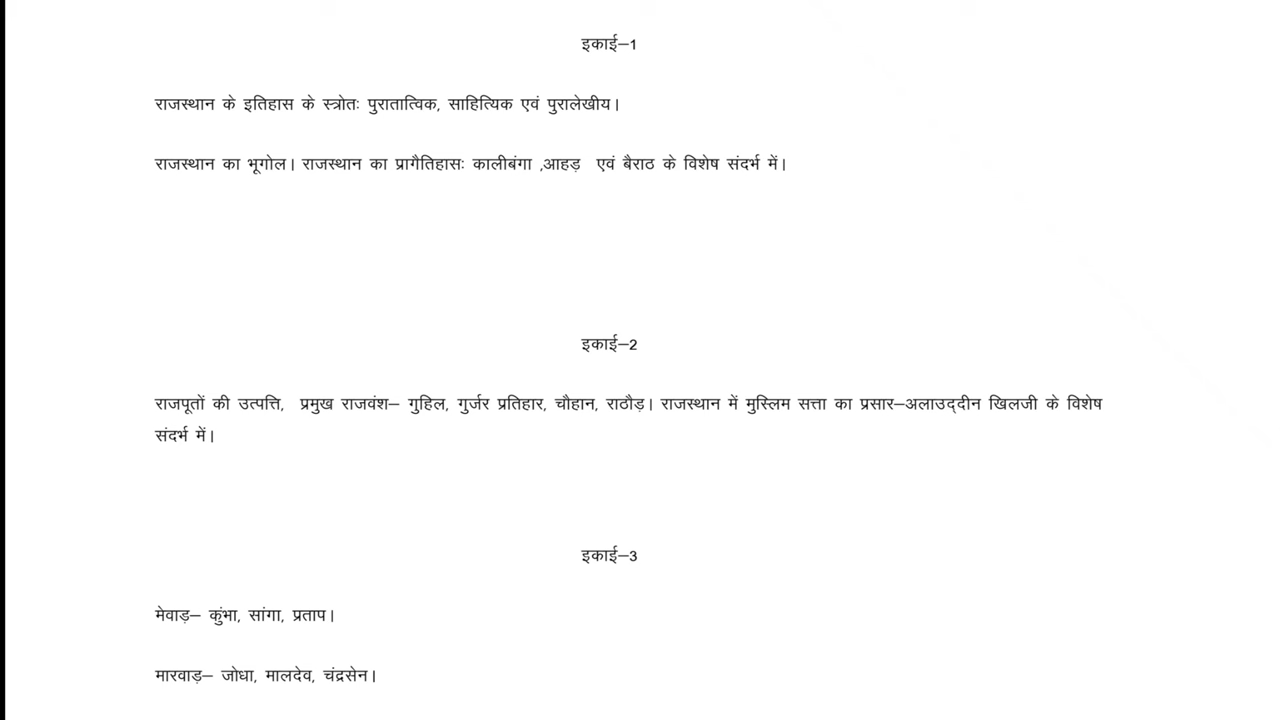 इकाई–1
राजस्थान के इतिहास के स्त्रोतः पुरातात्विक, साहित्यिक एवं पुरालेखीय।
राजस्थान का भूगोल। राजस्थान का प्रागैतिहासः कालीबंगा ,आहड़ एवं बैराठ के विशेष संदर्भ में।
इकाई–2
राजपूतों की उत्पत्ति, प्रमुख राजवंश– गुहिल, गुर्जर प्रतिहार, चौहान, राठौड़। राजस्थान में मुस्लिम सत्ता का प्रसार–अलाउद्दीन खिलजी के विशेष
संदर्भ में।
इकाई–3
मेवाड़– कुंभा, सांगा, प्रताप।
मारवाड़– जोधा, मालदेव, चंद्रसेन।